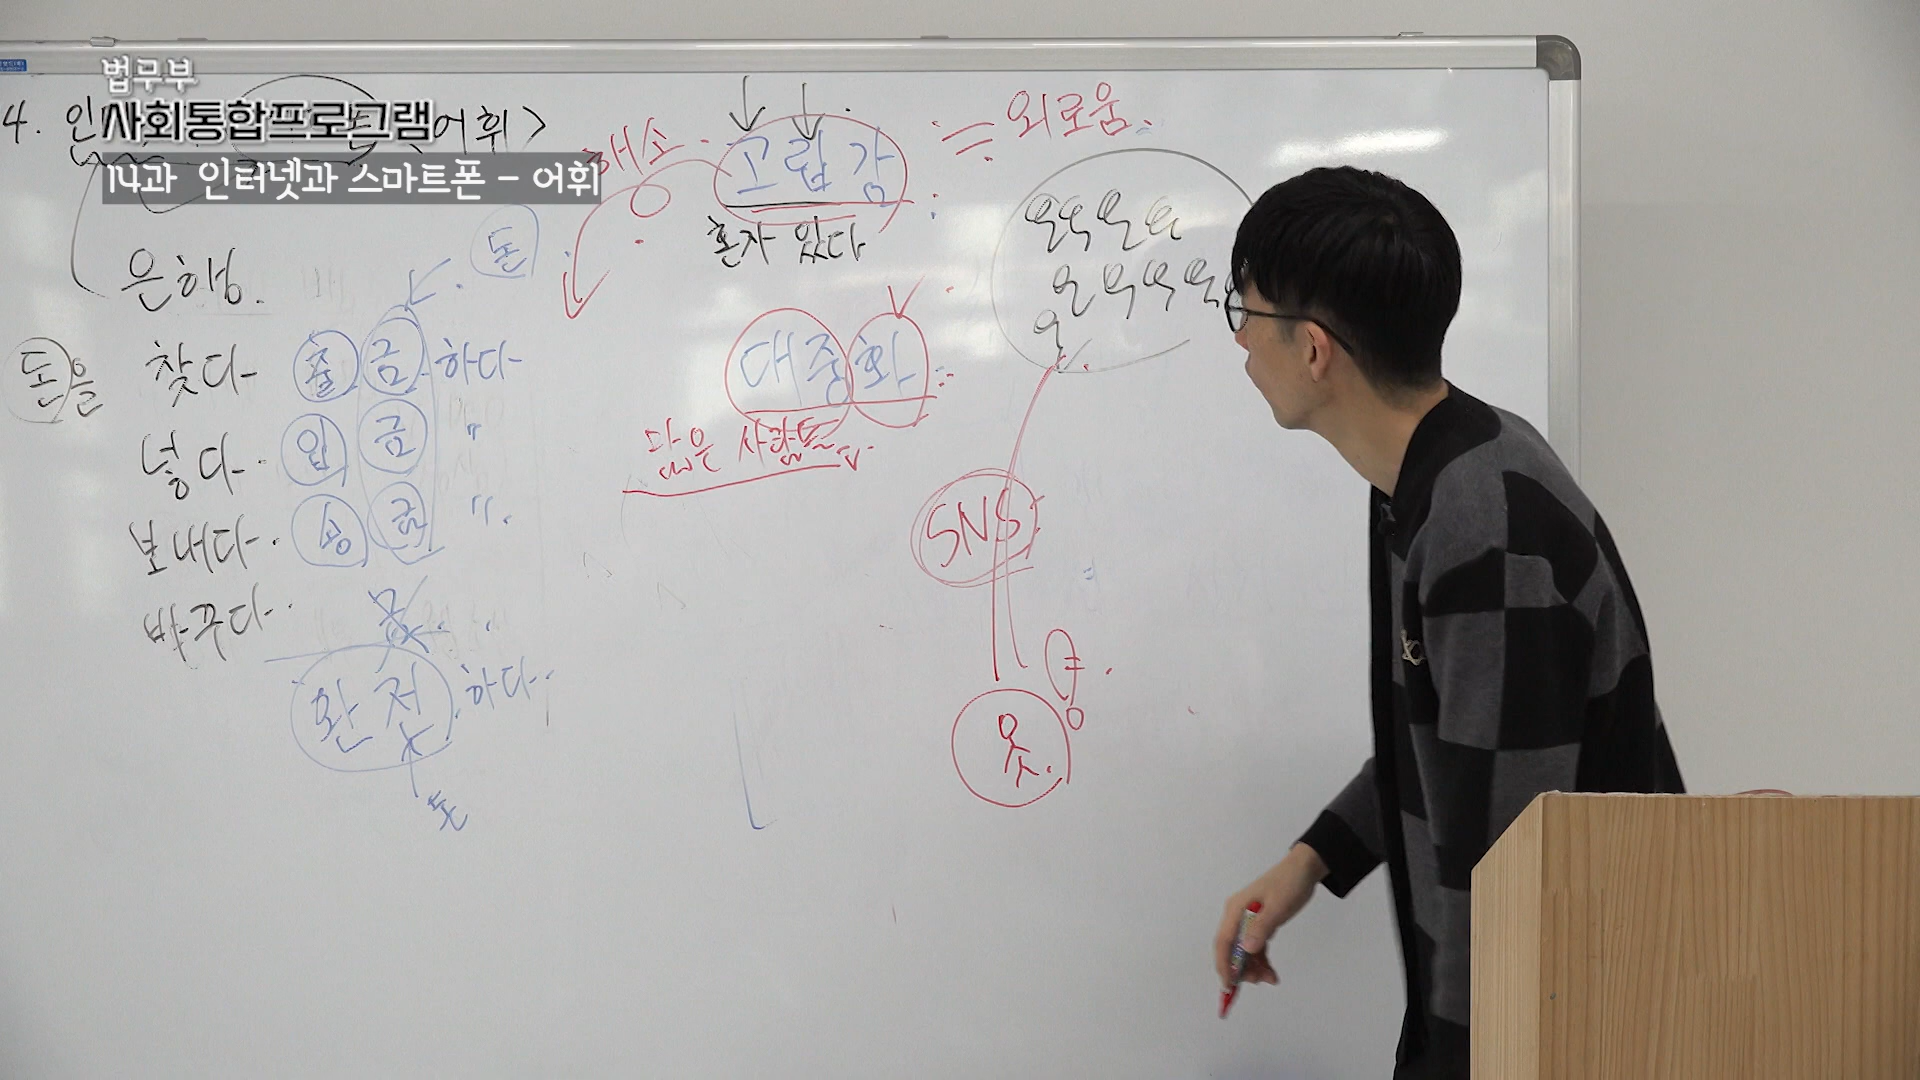 법무부
사회통합프로그램
14과 인터넷과 스마트폰 - 어휘
4. 인 어휘>
해소. 고립감 ≒ 외로움.
혼자 있다
돈
은행.
돈을 찾다 출금하다
넣다. 입금 "
보내다. 송금 "
바꾸다.
환전하다.
돈
대중화
많은 사람들
SNS